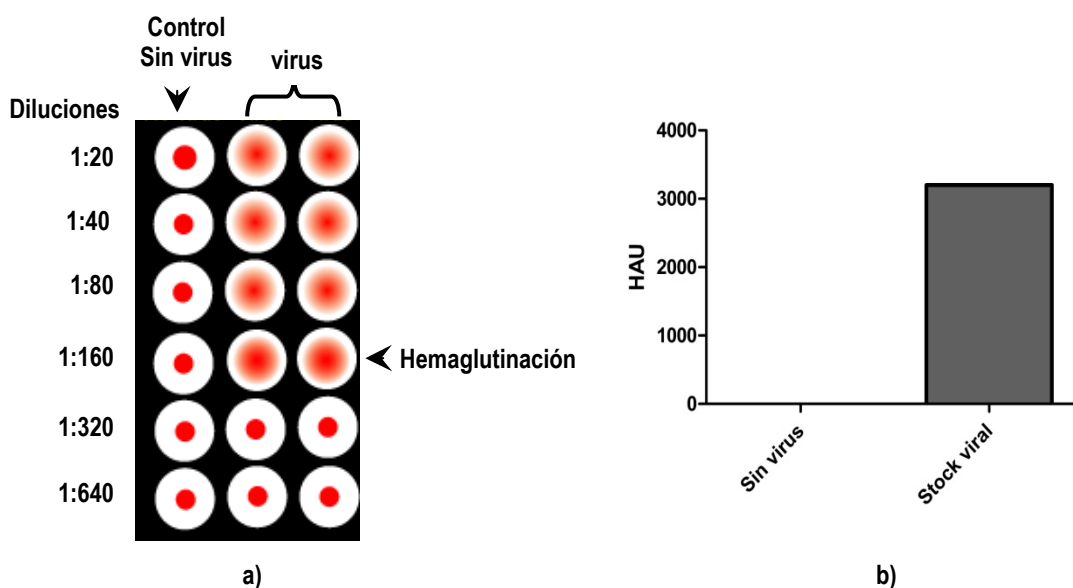 Control
Sin virus
virus
Diluciones
1:20
1:40
1:80
1:160
1:320
1:640
Hemaglutinación
a)
4000
3000
2000
1000
0
HAU
Sin virus
Stock viral
b)